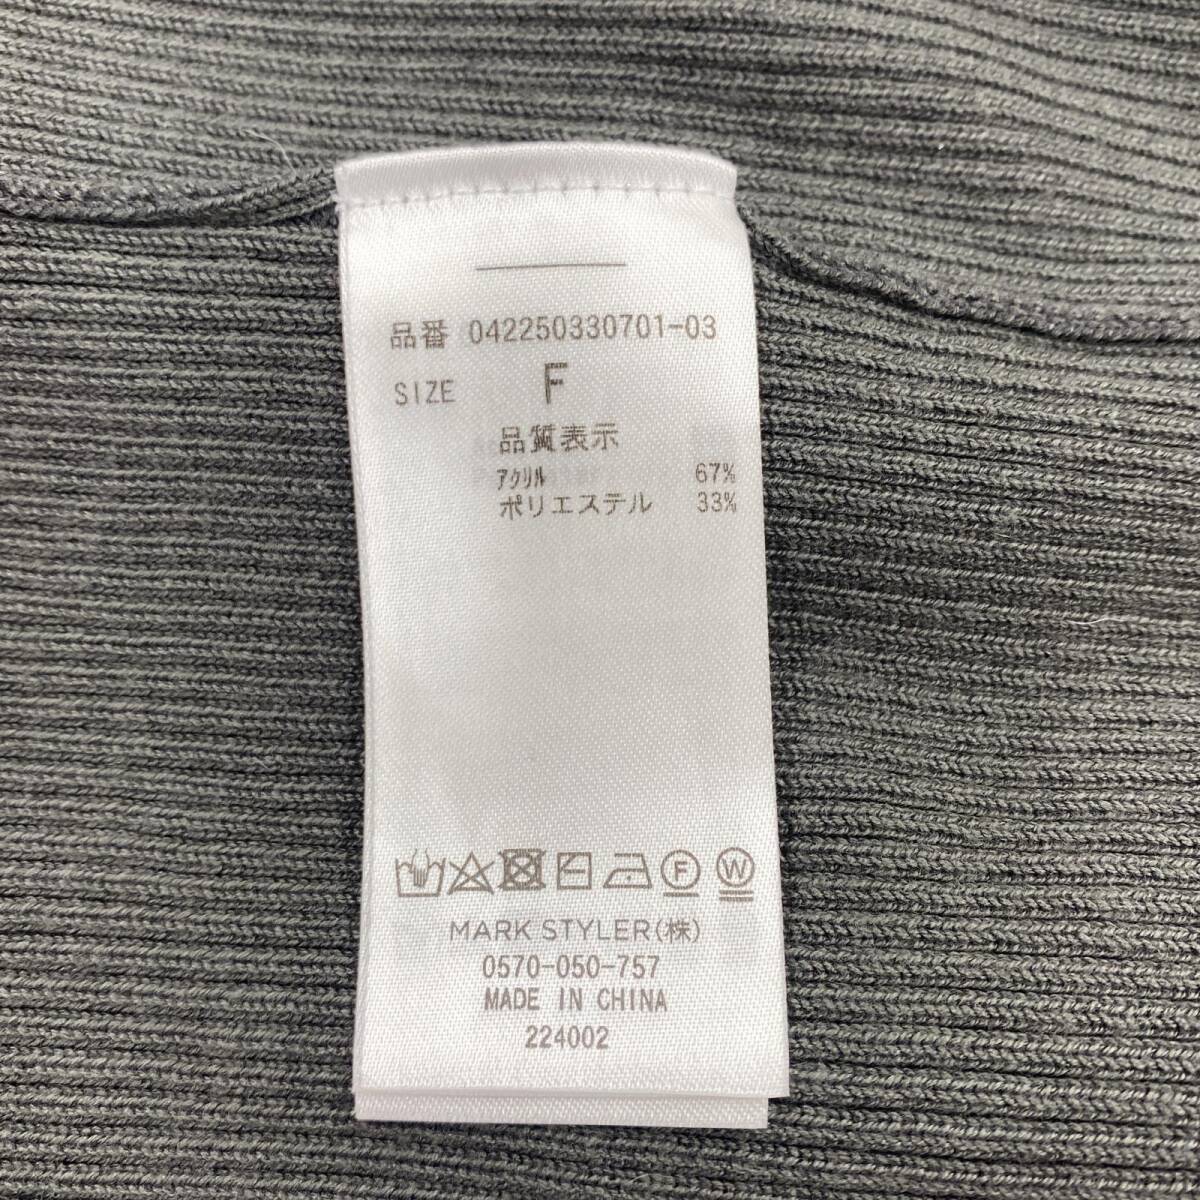 品番 042250330701-03
SIZE F
品質表示
アクリル 67%
ポリエステル 33%
F W
MARK STYLER(株)
0570-050-757
MADE IN CHINA
224002